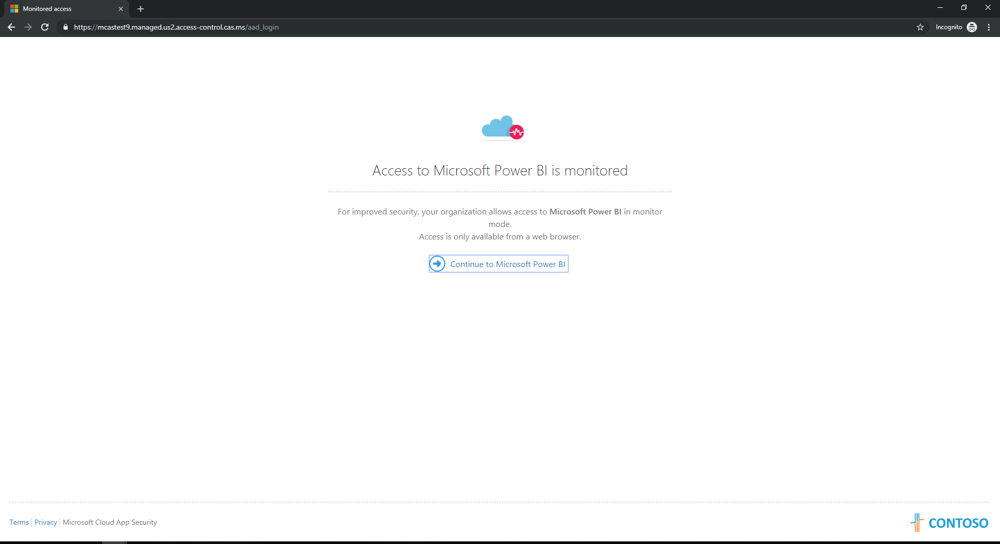 Monitored access
https://mcastest9.managed.us2.access-control.cas.ms/aad_login
Incognito
Access to Microsoft Power BI is monitored
For improved security, your organization allows access to Microsoft Power BI in monitor
mode.
Access is only available from a web browser.
Continue to Microsoft Power BI
Terms Privacy Microsoft Cloud App Security
CONTOSO